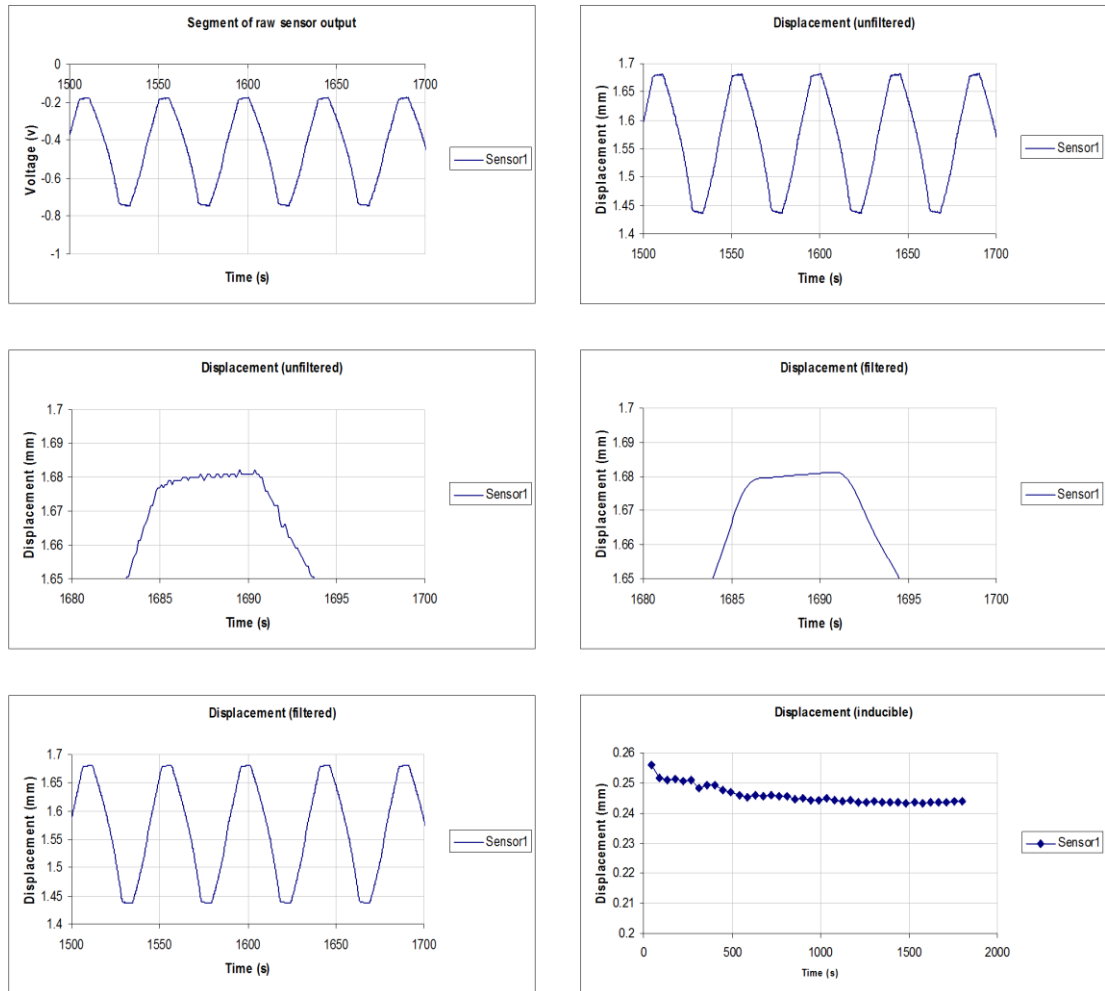 Segment of raw sensor output
0
1500 1550 1600 1650 1700
-0.2
-0.4
-0.6
-0.8
-1
Voltage (v)
Time (s)
Sensor1
Displacement (unfiltered)
1.7
1.65
1.6
1.55
1.5
1.45
1.4
Displacement (mm)
1500 1550 1600 1650 1700
Time (s)
Sensor1
Displacement (unfiltered)
1.7
1.69
1.68
1.67
1.66
1.65
Displacement (mm)
1680 1685 1690 1695 1700
Time (s)
Sensor1
Displacement (filtered)
1.7
1.69
1.68
1.67
1.66
1.65
Displacement (mm)
1680 1685 1690 1695 1700
Time (s)
Sensor1
Displacement (filtered)
1.7
1.65
1.6
1.55
1.5
1.45
1.4
Displacement (mm)
1500 1550 1600 1650 1700
Time (s)
Sensor1
Displacement (inducible)
0.26
0.25
0.24
0.23
0.22
0.21
0.2
Displacement (mm)
0 500 1000 1500 2000
Time (s)
Sensor1